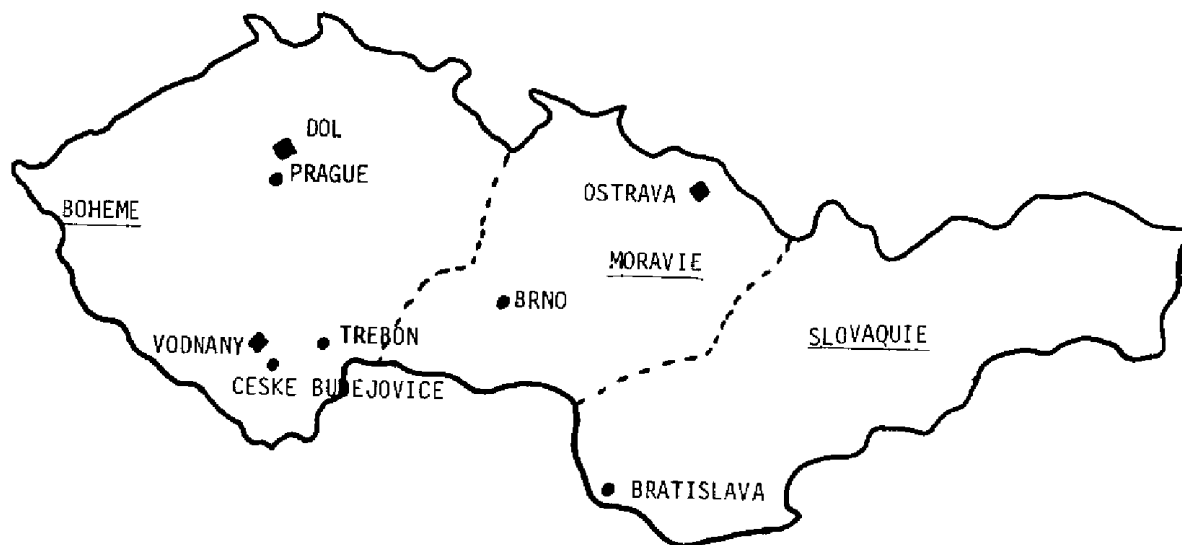 DOL
PRAGUE
BOHEME
OSTRAVA
MORAVIE
BRNO
VODNANY
TREBON
SLOVAQUIE
CESKE BUDEJOVICE
BRATISLAVA